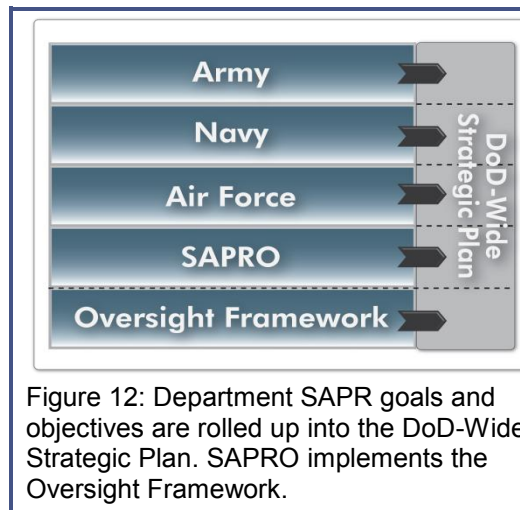 Army
Navy
Air Force
SAPRO
Oversight Framework
DoD-Wide
Strategic Plan
Figure 12: Department SAPR goals and
objectives are rolled up into the DoD-Wide
Strategic Plan. SAPRO implements the
Oversight Framework.